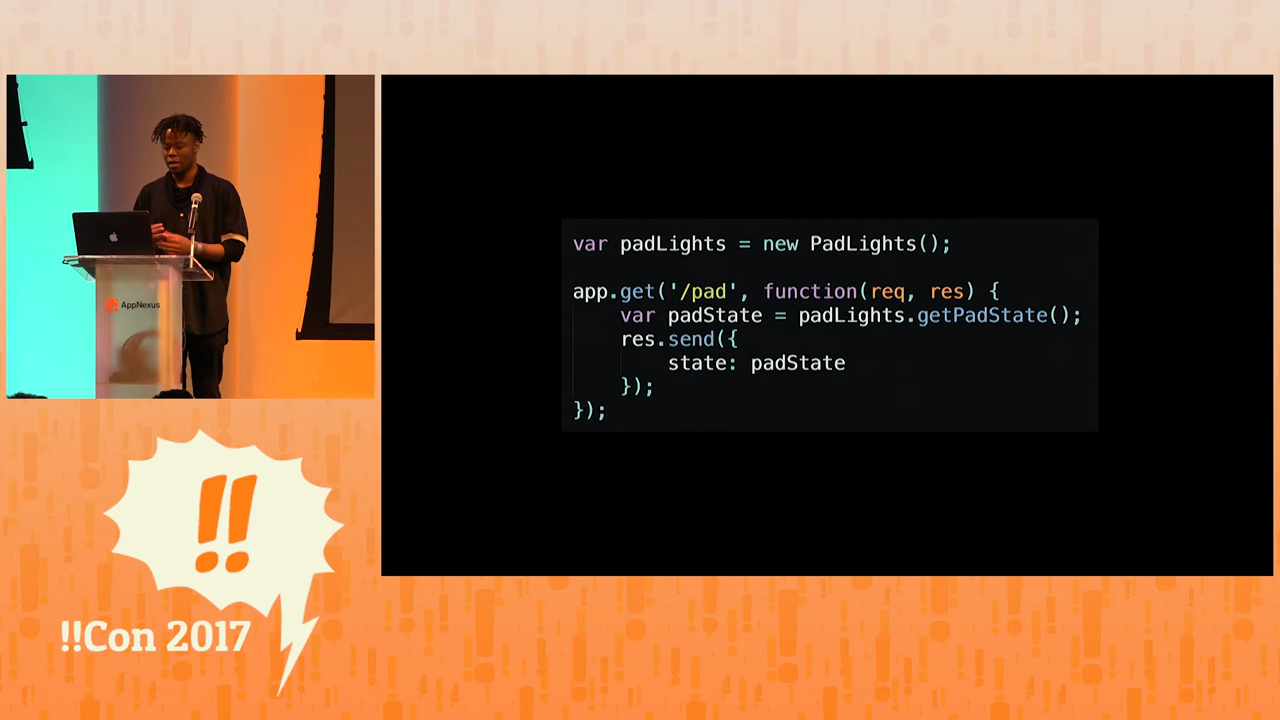 AppNexus
var padLights = new PadLights();
app.get('/pad', function(req, res) {
var padState = padLights.getPadState();
res.send({
state: padState
});
});
!!
!!Con 2017